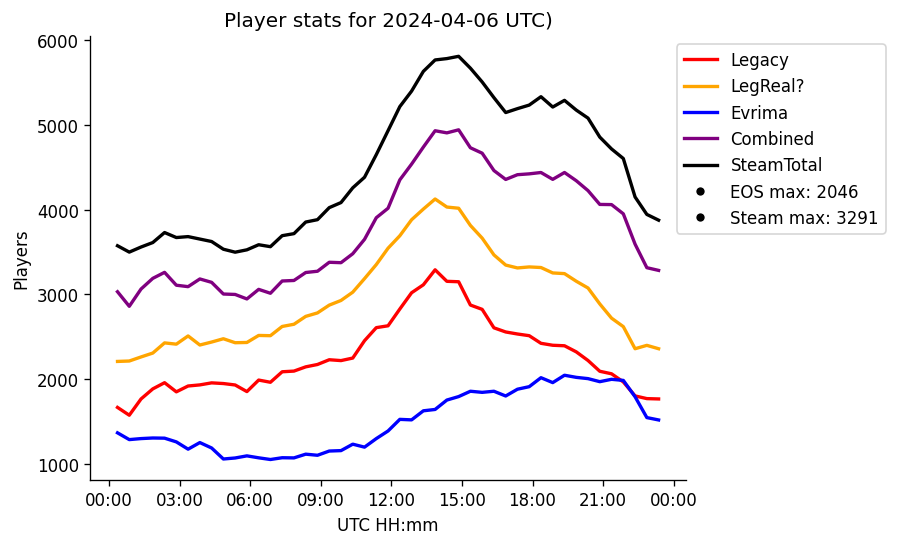 Player stats for 2024-04-06 UTC)
6000
5000
4000
3000
2000
1000
Players
00:00 03:00 06:00 09:00 12:00 15:00 18:00 21:00 00:00
UTC HH:mm
Legacy
LegReal?
Evrima
Combined
SteamTotal
EOS max: 2046
Steam max: 3291